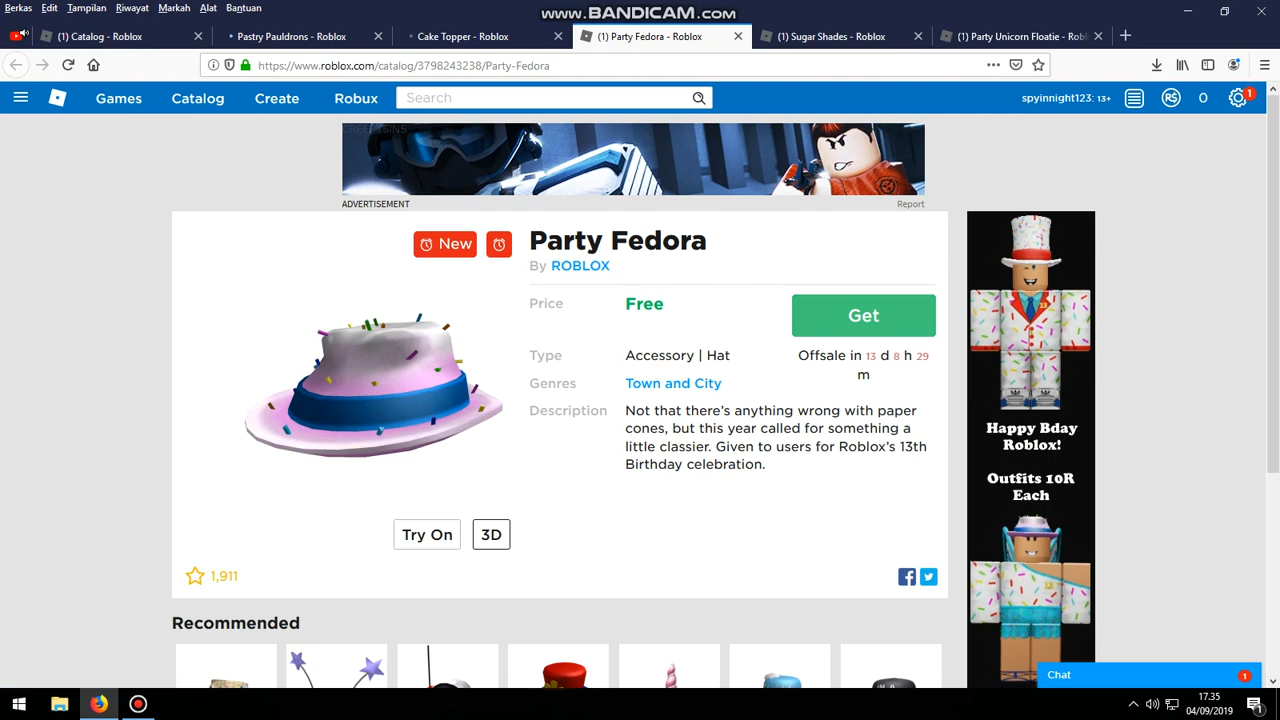 Berkas Edit Tampilan Riwayat Markah Alat Bantuan
www.BANDICAM.com
(1) Catalog - Roblox
Pastry Pauldrons - Roblox
Cake Topper - Roblox
(1) Party Fedora - Roblox
(1) Sugar Shades - Roblox
(1) Party Unicorn Floatie - Robl
https://www.roblox.com/catalog/3798243238/Party-Fedora
Games Catalog Create Robux Search spyinnight123: 13+ 0 1
ADVERTISEMENT Report
New
Party Fedora
By ROBLOX
Price Free Get
Type Accessory | Hat
Offsale in 13 d 8 h 29
m
Genres Town and City
Description Not that there's anything wrong with paper
cones, but this year called for something a
little classier. Given to users for Roblox's 13th
Birthday celebration.
Try On 3D
1,911
Happy Bday
Roblox!
Outfits 10R
Each
Recommended
Chat 1
17.35
04/09/2019
1